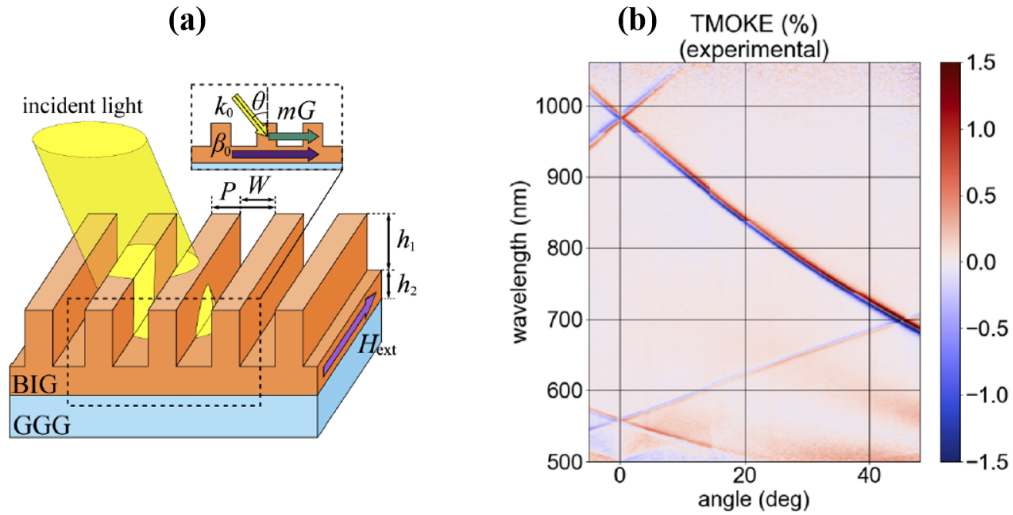 (a)
incident light
k₀
θ
mG
β₀
P
W
h₁
h₂
Hext
BIG
GGG
(b)
TMOKE (%)
(experimental)
wavelength (nm)
1000
900
800
700
600
500
0
20
40
angle (deg)
1.5
1.0
0.5
0.0
−0.5
−1.0
−1.5